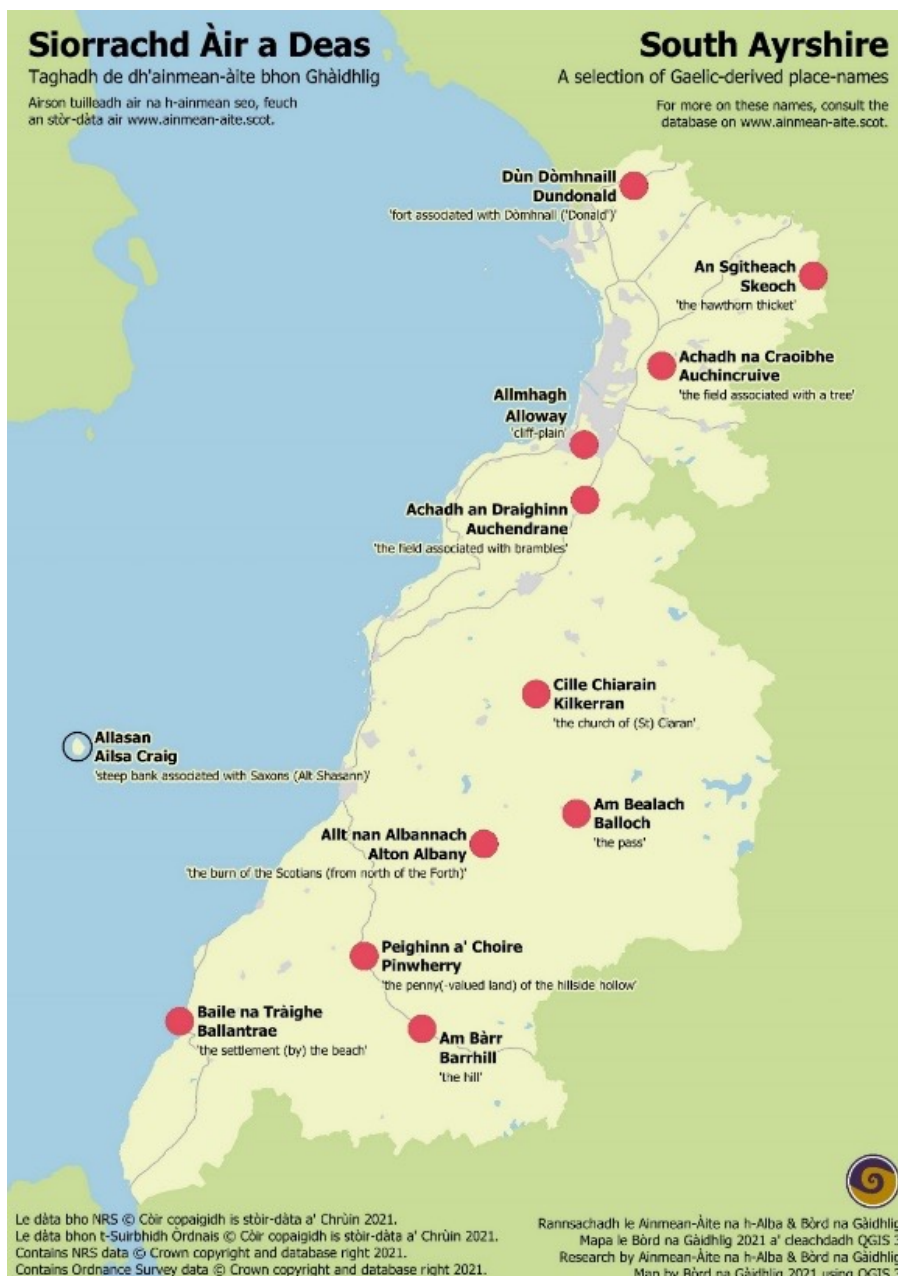 Siorrachd Àir a Deas
Taghadh de dh'ainmean-àite bhon Ghàidhlig
Airson tuilleadh air na h-ainmean seo, feuch
an stòr-dàta air www.ainmean-aite.scot.
South Ayrshire
A selection of Gaelic-derived place-names
For more on these names, consult the
database on www.ainmean-aite.scot.
Dùn Dòmhnaill
Dundonald
'fort associated with Dòmhnall ('Donald')'
An Sgitheach
Skeoch
'the hawthorn thicket'
Achadh na Craoibhe
Auchincruive
'the field associated with a tree'
Allmhagh
Alloway
'cliff-plain'
Achadh an Draighinn
Auchendrane
'the field associated with brambles'
Cille Chiarain
Kilkerran
'the church of (St) Ciaran'
Allasan
Ailsa Craig
'steep bank associated with Saxons (Alt Shasann)'
Am Bealach
Balloch
'the pass'
Allt nan Albannach
Alton Albany
'the burn of the Scotians (from north of the Forth)'
Peighinn a' Choire
Pinwherry
'the penny(-valued land) of the hillside hollow'
Baile na Tràighe
Ballantrae
'the settlement (by) the beach'
Am Bàrr
Barrhill
'the hill'
Le dàta bho NRS © Còir copaigidh is stòir-dàta a' Chrùin 2021.
Le dàta bhon t-Suirbhidh Òrdnais © Còir copaigidh is stòir-dàta a' Chrùin 2021.
Contains NRS data © Crown copyright and database right 2021.
Contains Ordnance Survey data © Crown copyright and database right 2021.
Rannsachadh le Ainmean-Àite na h-Alba & Bòrd na Gàidhlig
Mapa le Bòrd na Gàidhlig 2021 a' cleachdadh QGIS 3
Research by Ainmean-Àite na h-Alba & Bòrd na Gàidhlig
Map by Bòrd na Gàidhlig 2021 using QGIS 3